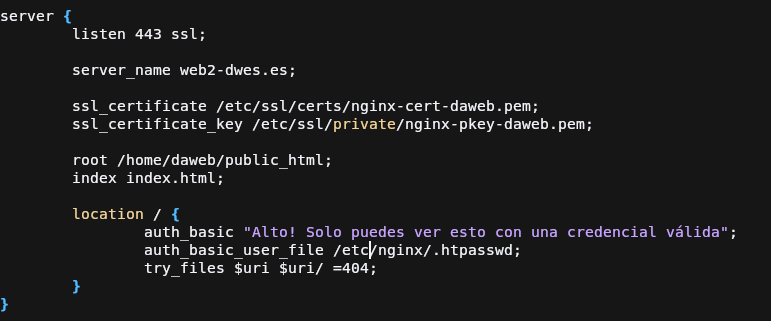 server {
listen 443 ssl;
server_name web2-dwes.es;
ssl_certificate /etc/ssl/certs/nginx-cert-daweb.pem;
ssl_certificate_key /etc/ssl/private/nginx-pkey-daweb.pem;
root /home/daweb/public_html;
index index.html;
location / {
auth_basic "Alto! Solo puedes ver esto con una credencial válida";
auth_basic_user_file /etc/nginx/.htpasswd;
try_files $uri $uri/ =404;
}
}